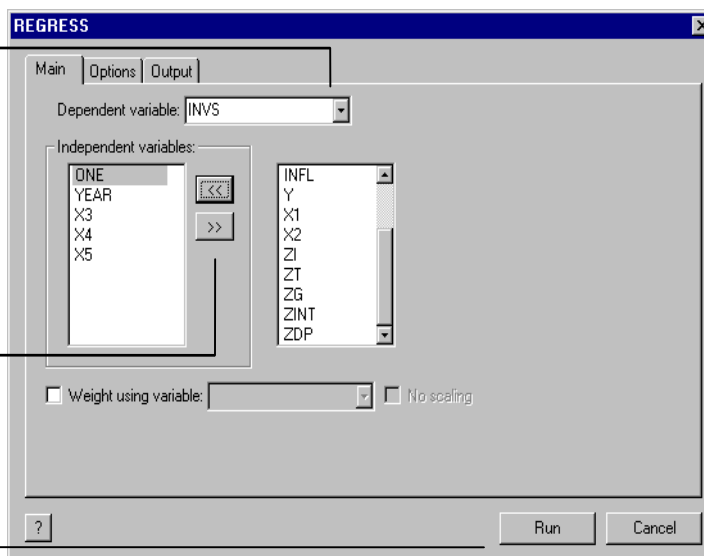 REGRESS
Main Options Output
Dependent variable: INVS
Independent variables:
ONE
YEAR
X3
X4
X5
<<
>>
INFL
Y
X1
X2
ZI
ZT
ZG
ZINT
ZDP
Weight using variable: No scaling
? Run Cancel